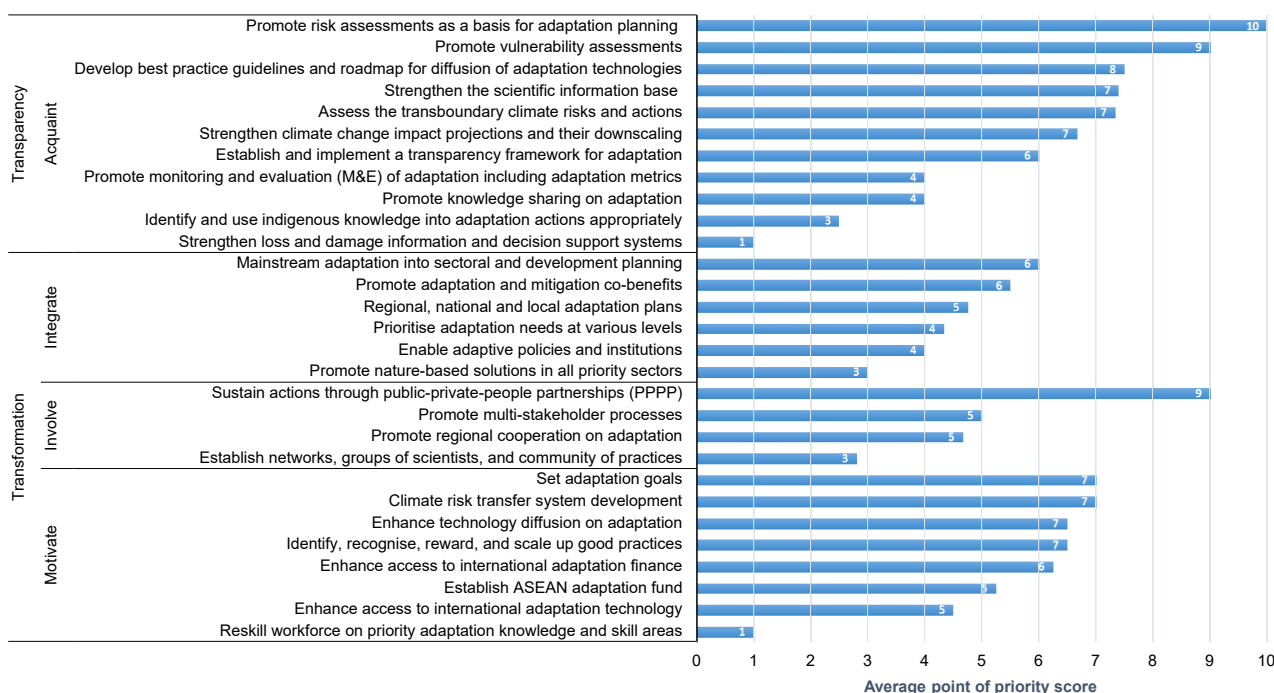 Transparency
Acquaint
Promote risk assessments as a basis for adaptation planning 10
Promote vulnerability assessments 9
Develop best practice guidelines and roadmap for diffusion of adaptation technologies 8
Strengthen the scientific information base 7
Assess the transboundary climate risks and actions 7
Strengthen climate change impact projections and their downscaling 7
Establish and implement a transparency framework for adaptation 6
Promote monitoring and evaluation (M&E) of adaptation including adaptation metrics 4
Promote knowledge sharing on adaptation 4
Identify and use indigenous knowledge into adaptation actions appropriately 3
Strengthen loss and damage information and decision support systems 1
Transformation
Integrate
Mainstream adaptation into sectoral and development planning 6
Promote adaptation and mitigation co-benefits 6
Regional, national and local adaptation plans 5
Prioritise adaptation needs at various levels 4
Enable adaptive policies and institutions 4
Promote nature-based solutions in all priority sectors 3
Involve
Sustain actions through public-private-people partnerships (PPPP) 9
Promote multi-stakeholder processes 5
Promote regional cooperation on adaptation 5
Establish networks, groups of scientists, and community of practices 3
Motivate
Set adaptation goals 7
Climate risk transfer system development 7
Enhance technology diffusion on adaptation 7
Identify, recognise, reward, and scale up good practices 7
Enhance access to international adaptation finance 6
Establish ASEAN adaptation fund 5
Enhance access to international adaptation technology 5
Reskill workforce on priority adaptation knowledge and skill areas 1
0 1 2 3 4 5 6 7 8 9 10
Average point of priority score